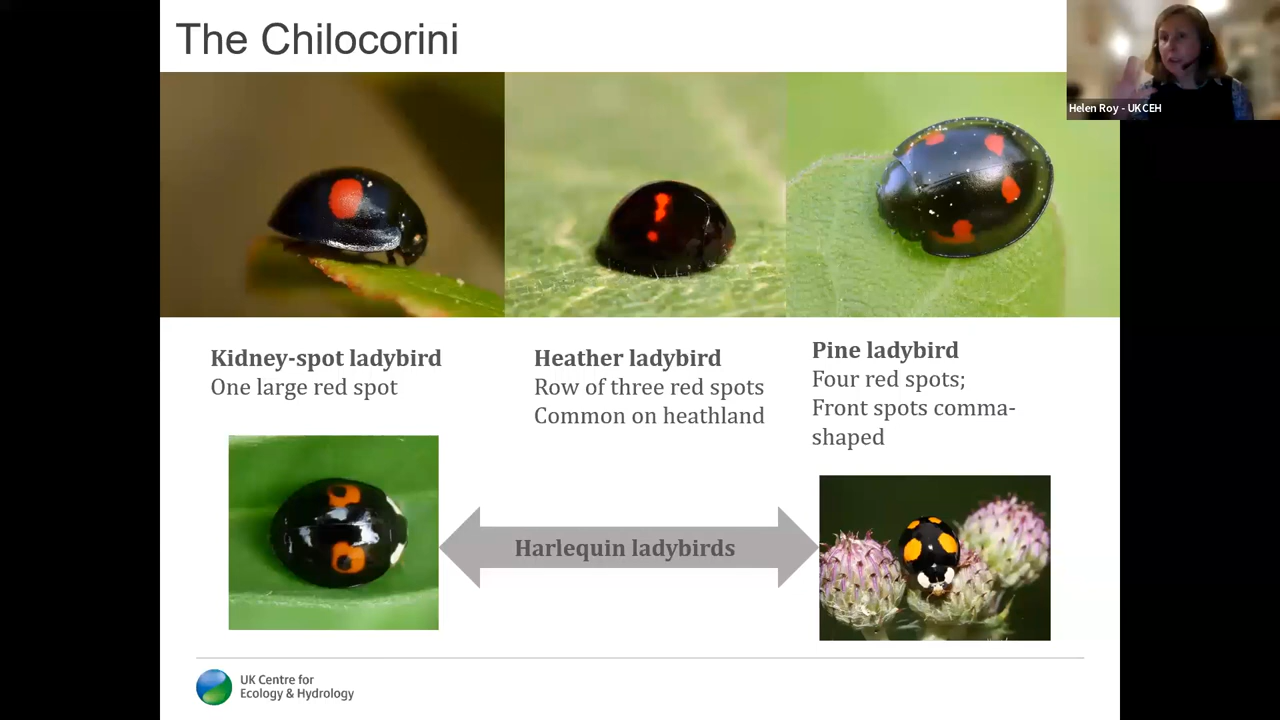 The Chilocorini
Helen Roy - UKCEH
Kidney-spot ladybird
One large red spot
Heather ladybird
Row of three red spots
Common on heathland
Pine ladybird
Four red spots;
Front spots comma-
shaped
Harlequin ladybirds
UK Centre for
Ecology & Hydrology